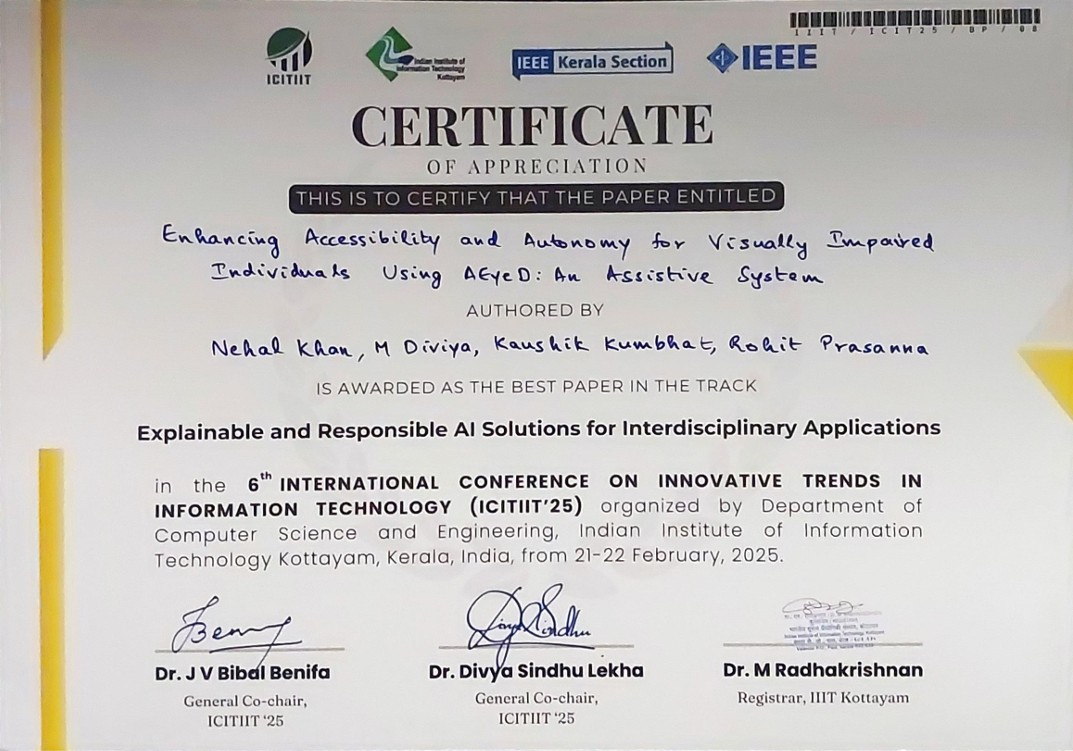 IIIT / ICIT25 / BP / 08
ICITIIT
Indian Institute of
Information Technology
Kottayam
IEEE Kerala Section
IEEE
CERTIFICATE
OF APPRECIATION
THIS IS TO CERTIFY THAT THE PAPER ENTITLED
Enhancing Accessibility and Autonomy for Visually Impaired
Individuals Using AEyeD: An Assistive System
AUTHORED BY
Nehal Khan, M Diviya, Kaushik Kumbhat, Rohit Prasanna
IS AWARDED AS THE BEST PAPER IN THE TRACK
Explainable and Responsible AI Solutions for Interdisciplinary Applications
in the 6th INTERNATIONAL CONFERENCE ON INNOVATIVE TRENDS IN
INFORMATION TECHNOLOGY (ICITIIT'25) organized by Department of
Computer Science and Engineering, Indian Institute of Information
Technology Kottayam, Kerala, India, from 21-22 February, 2025.
Benny
Divya Sindhu
Dr. J V Bibal Benifa
General Co-chair,
ICITIIT '25
Dr. Divya Sindhu Lekha
General Co-chair,
ICITIIT '25
Dr. M Radhakrishnan
Registrar, IIIT Kottayam